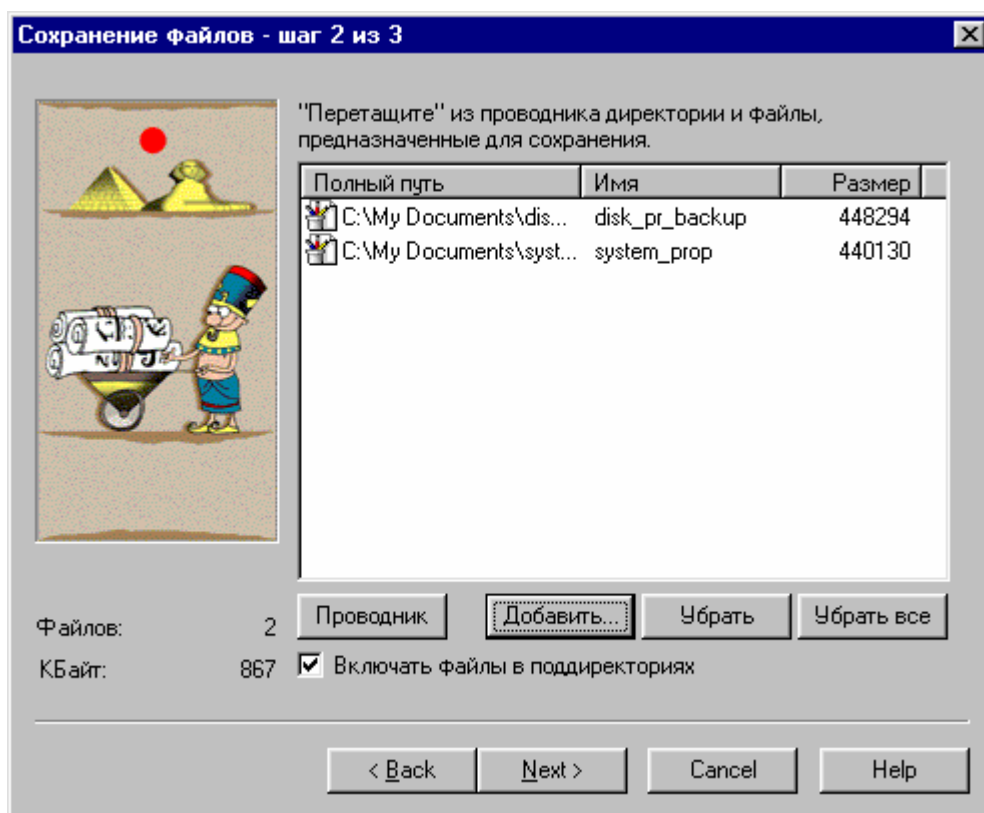 Сохранение файлов - шаг 2 из 3
"Перетащите" из проводника директории и файлы,
предназначенные для сохранения.
Полный путь Имя Размер
C:\My Documents\dis... disk_pr_backup 448294
C:\My Documents\syst... system_prop 440130
Проводник Добавить... Убрать Убрать все
Файлов: 2
КБайт: 867
Включать файлы в поддиректориях
< Back Next > Cancel Help